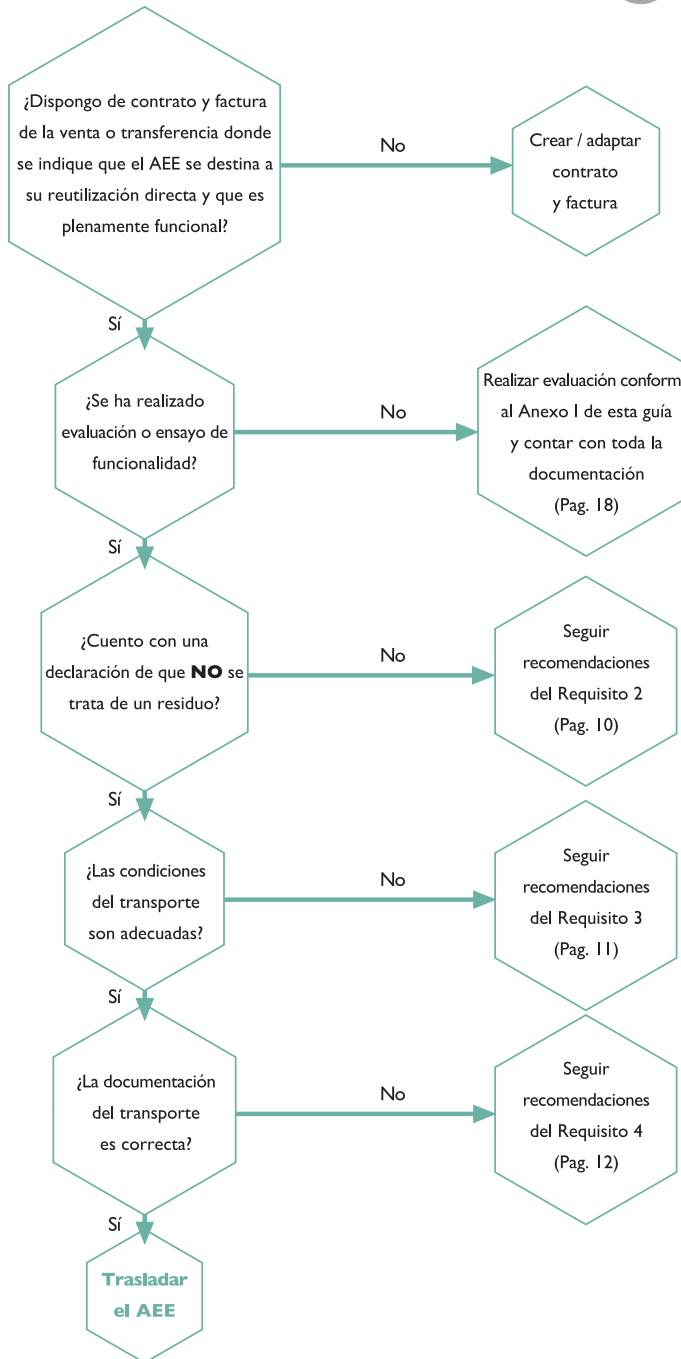 ¿Dispongo de contrato y factura
de la venta o transferencia donde
se indique que el AEE se destina a
su reutilización directa y que es
plenamente funcional?
No
Crear / adaptar
contrato
y factura
Sí
¿Se ha realizado
evaluación o ensayo de
funcionalidad?
No
Realizar evaluación conform
al Anexo I de esta guía
y contar con toda la
documentación
(Pag. 18)
Sí
¿Cuento con una
declaración de que NO se
trata de un residuo?
No
Seguir
recomendaciones
del Requisito 2
(Pag. 10)
Sí
¿Las condiciones
del transporte
son adecuadas?
No
Seguir
recomendaciones
del Requisito 3
(Pag. 11)
Sí
¿La documentación
del transporte
es correcta?
No
Seguir
recomendaciones
del Requisito 4
(Pag. 12)
Sí
Trasladar
el AEE